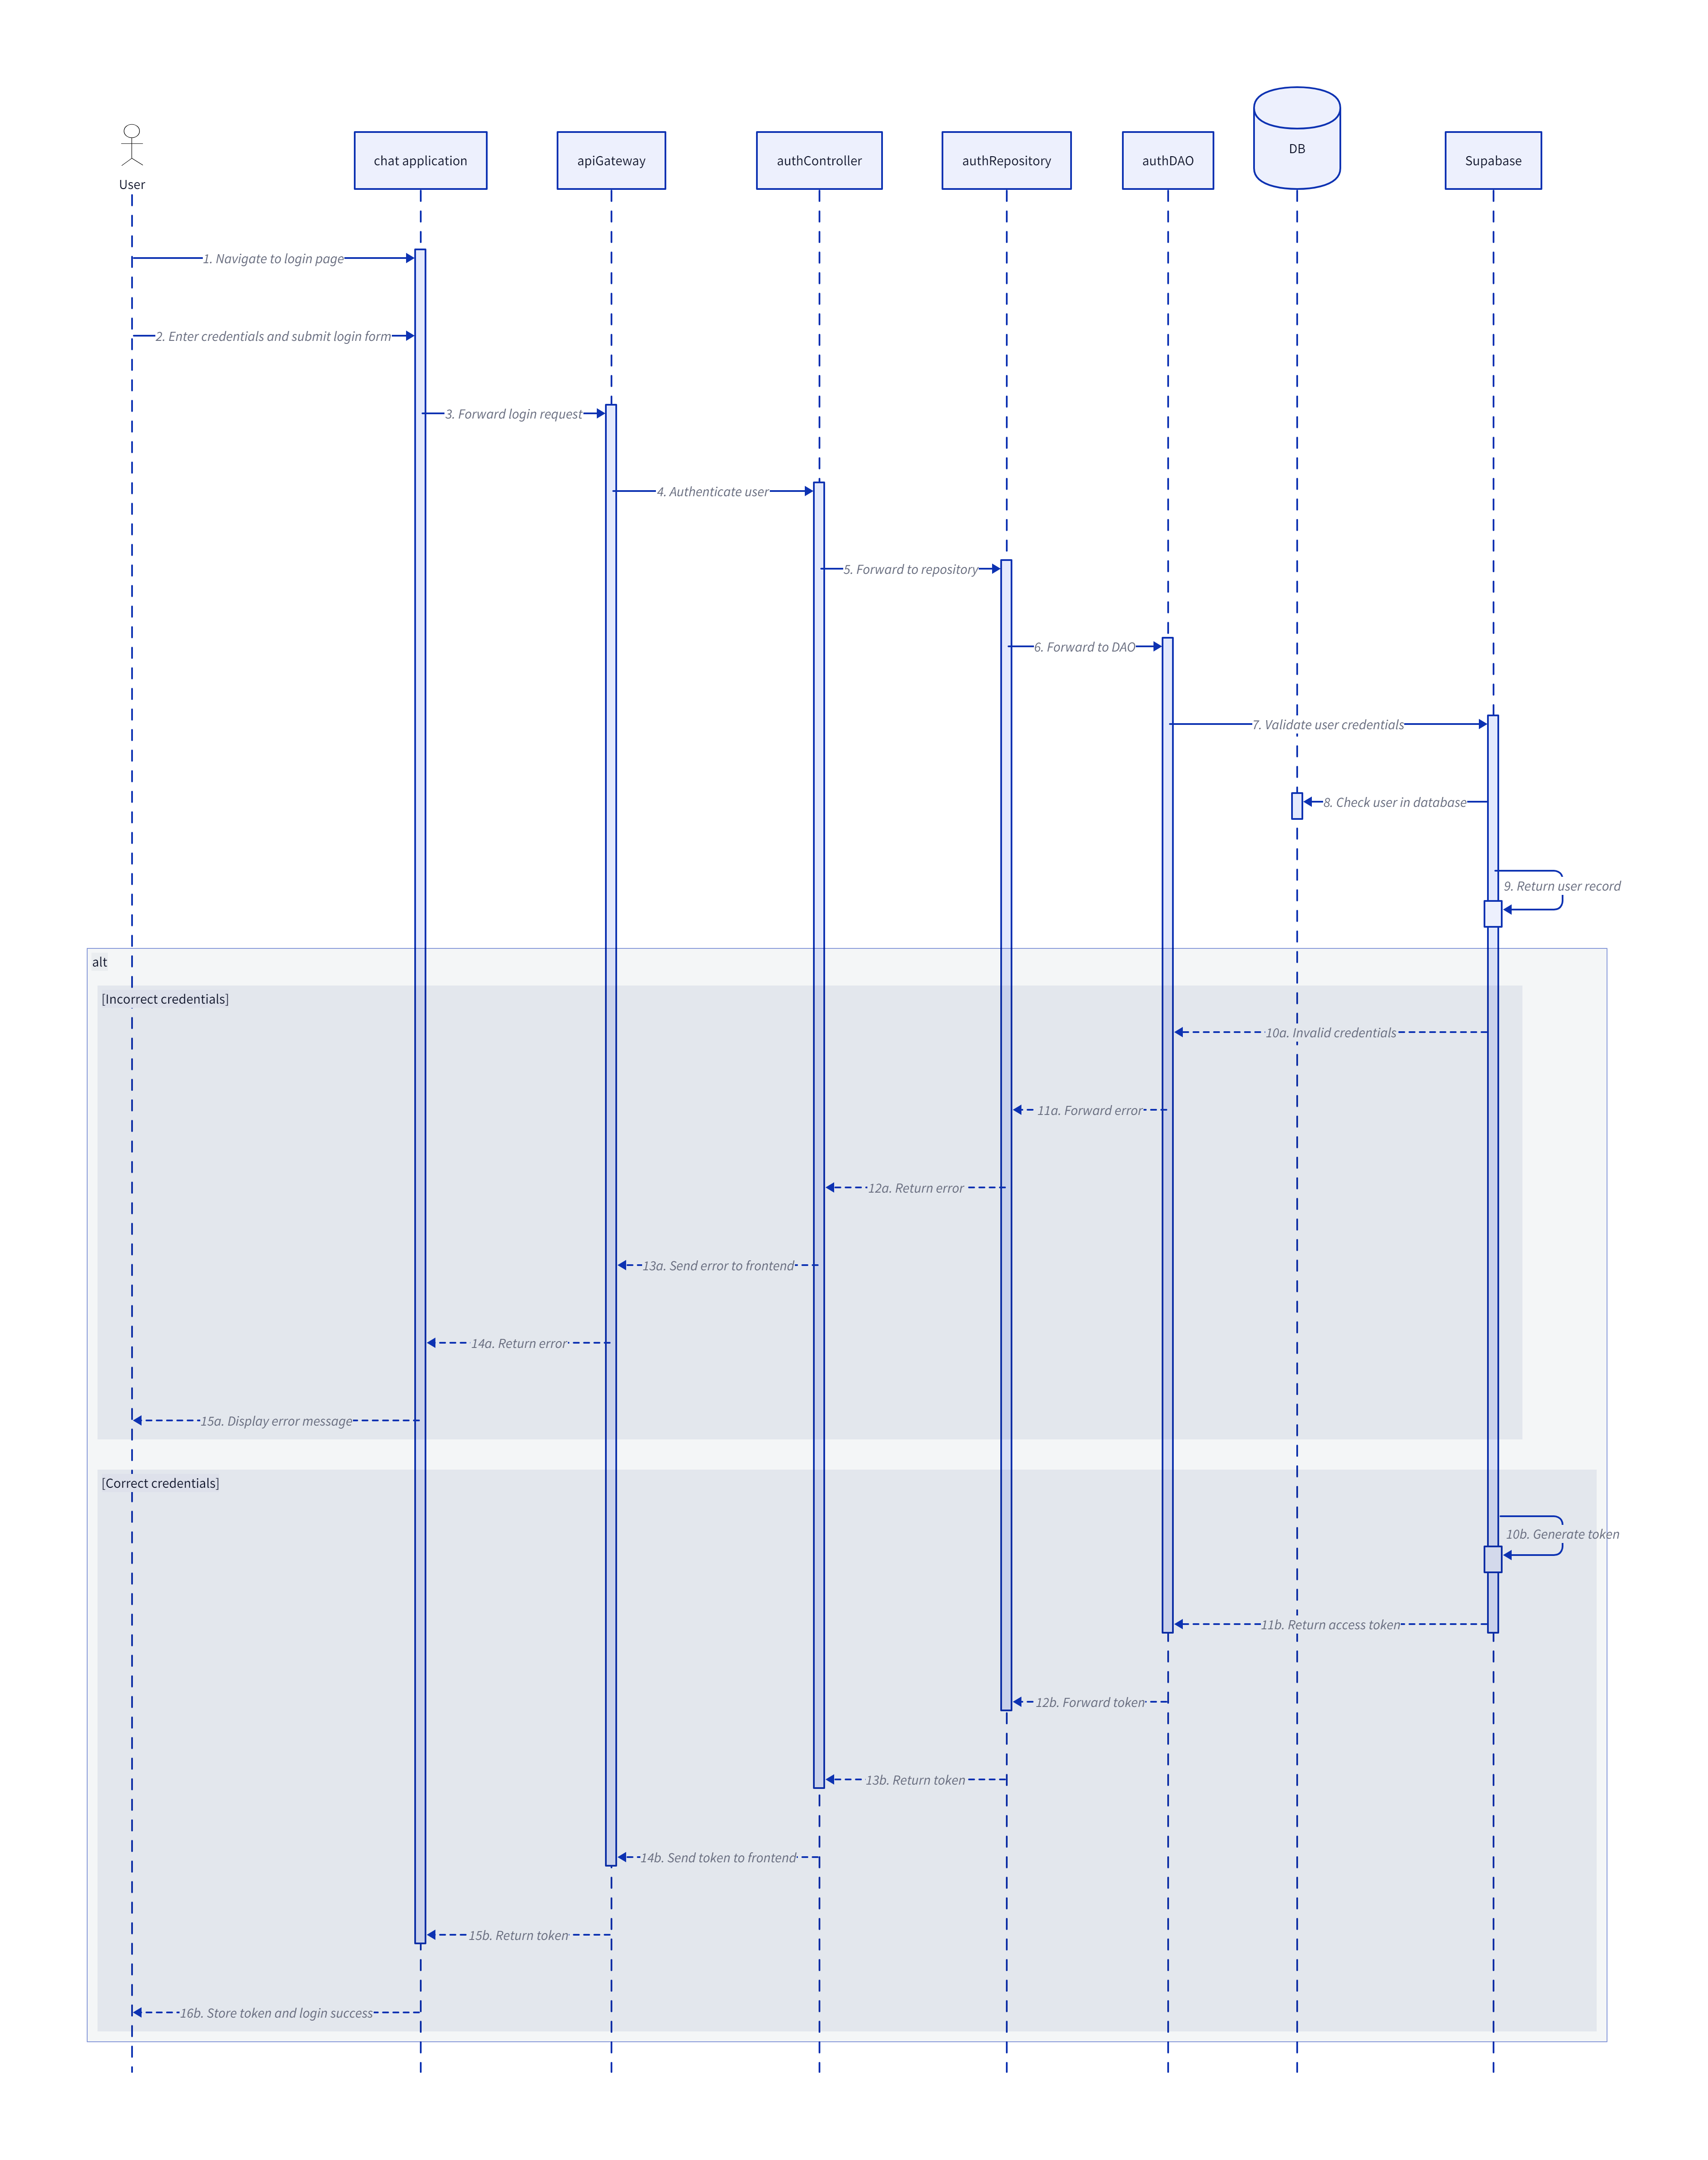 User
chat application
apiGateway
authController
authRepository
authDAO
DB
Supabase
1. Navigate to login page
2. Enter credentials and submit login form
3. Forward login request
4. Authenticate user
5. Forward to repository
6. Forward to DAO
7. Validate user credentials
8. Check user in database
9. Return user record
alt
[Incorrect credentials]
10a. Invalid credentials
11a. Forward error
12a. Return error
13a. Send error to frontend
14a. Return error
15a. Display error message
[Correct credentials]
10b. Generate token
11b. Return access token
12b. Forward token
13b. Return token
14b. Send token to frontend
15b. Return token
16b. Store token and login success